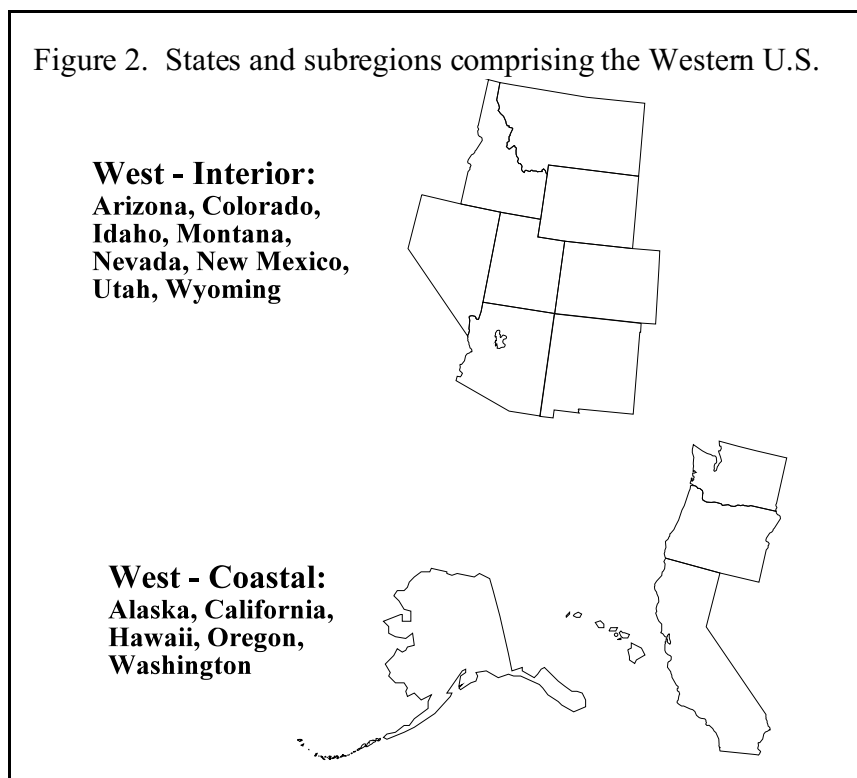 Figure 2. States and subregions comprising the Western U.S.
West - Interior:
Arizona, Colorado,
Idaho, Montana,
Nevada, New Mexico,
Utah, Wyoming
West - Coastal:
Alaska, California,
Hawaii, Oregon,
Washington